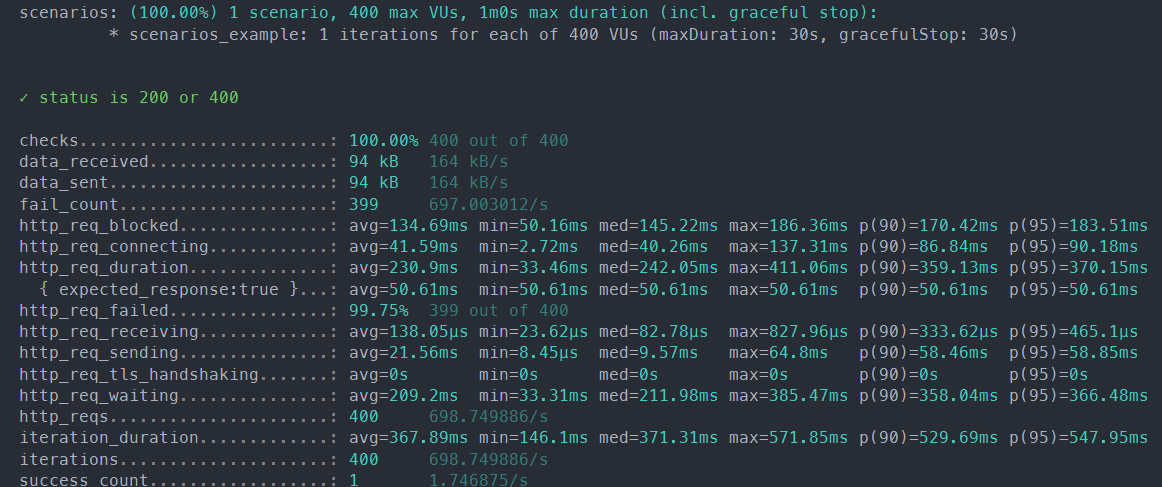 scenarios: (100.00%) 1 scenario, 400 max VUs, 1m0s max duration (incl. graceful stop):
* scenarios_example: 1 iterations for each of 400 VUs (maxDuration: 30s, gracefulStop: 30s)
✓ status is 200 or 400
checks.........................: 100.00% 400 out of 400
data_received..................: 94 kB 164 kB/s
data_sent......................: 94 kB 164 kB/s
fail_count.....................: 399 697.003012/s
http_req_blocked...............: avg=134.69ms min=50.16ms med=145.22ms max=186.36ms p(90)=170.42ms p(95)=183.51ms
http_req_connecting............: avg=41.59ms min=2.72ms med=40.26ms max=137.31ms p(90)=86.84ms p(95)=90.18ms
http_req_duration..............: avg=230.9ms min=33.46ms med=242.05ms max=411.06ms p(90)=359.13ms p(95)=370.15ms
{ expected_response:true }...: avg=50.61ms min=50.61ms med=50.61ms max=50.61ms p(90)=50.61ms p(95)=50.61ms
http_req_failed................: 99.75% 399 out of 400
http_req_receiving.............: avg=138.05µs min=23.62µs med=82.78µs max=827.96µs p(90)=333.62µs p(95)=465.1µs
http_req_sending...............: avg=21.56ms min=8.45µs med=9.57ms max=64.8ms p(90)=58.46ms p(95)=58.85ms
http_req_tls_handshaking.......: avg=0s min=0s med=0s max=0s p(90)=0s p(95)=0s
http_req_waiting...............: avg=209.2ms min=33.31ms med=211.98ms max=385.47ms p(90)=358.04ms p(95)=366.48ms
http_reqs......................: 400 698.749886/s
iteration_duration.............: avg=367.89ms min=146.1ms med=371.31ms max=571.85ms p(90)=529.69ms p(95)=547.95ms
iterations.....................: 400 698.749886/s
success_count..................: 1 1.746875/s